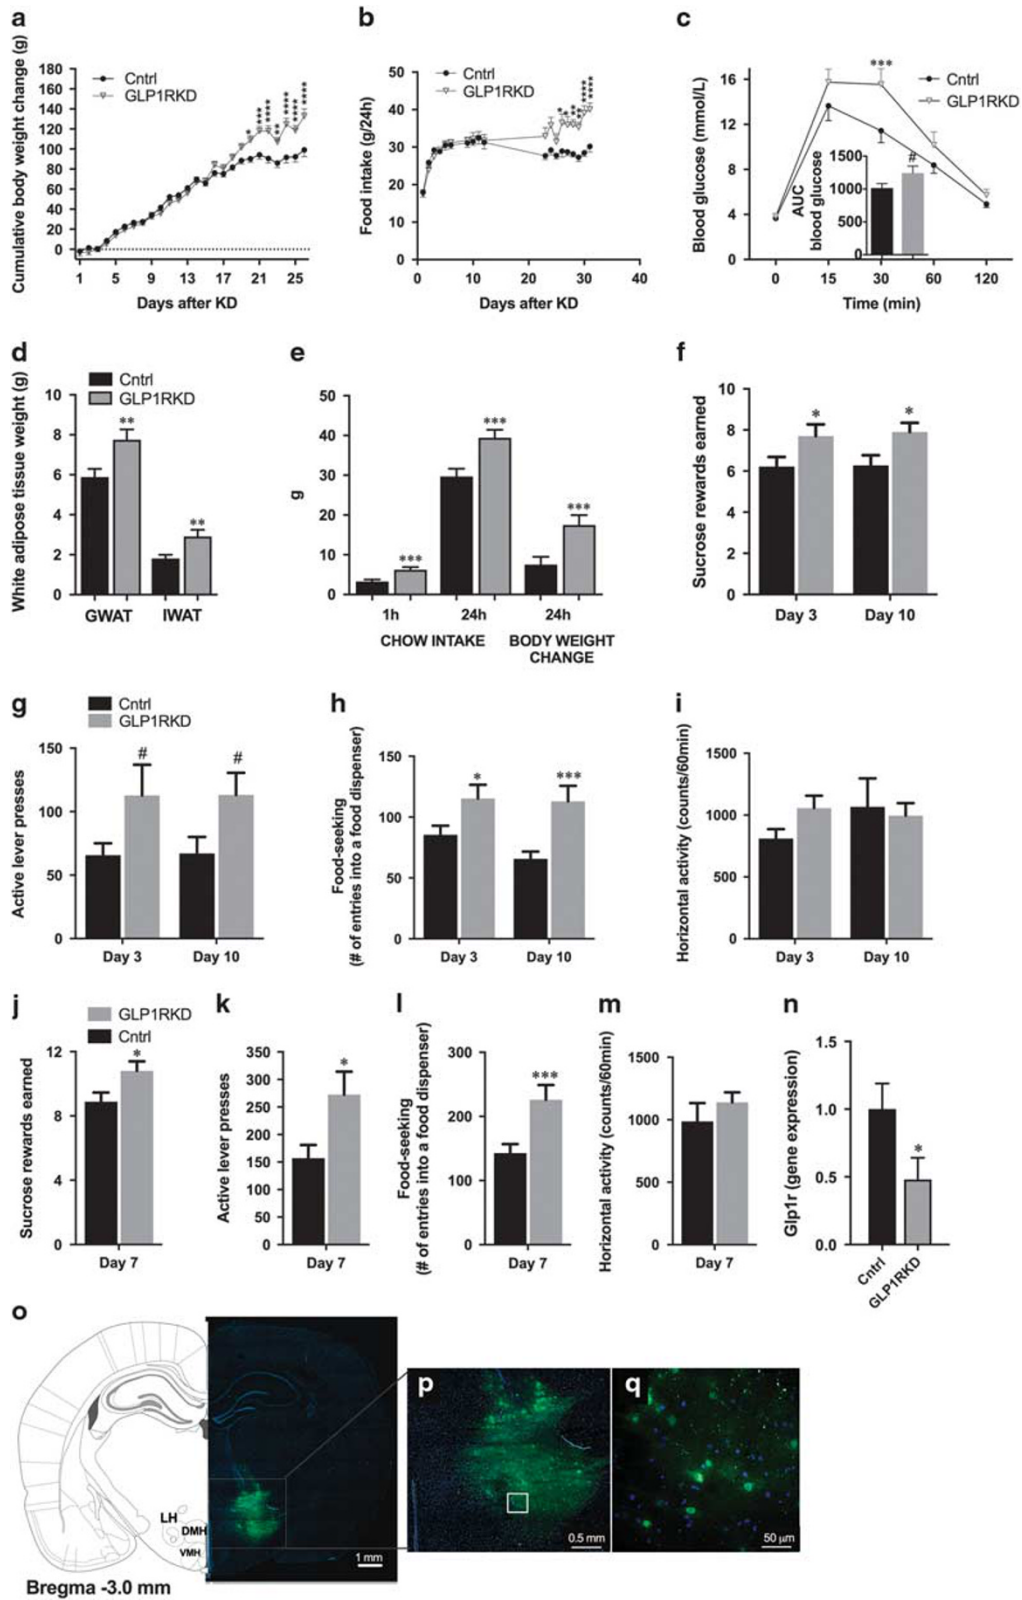 a
Cumulative body weight change (g)
180
160
140
120
100
80
60
40
20
0
Cntrl
GLP1RKD
* **** **** ** **** **** ****
1 5 9 13 17 21 25
Days after KD
b
Food intake (g/24h)
50
40
30
20
10
0
Cntrl
GLP1RKD
0 10 20 30 40
Days after KD
c
Blood glucose (mmol/L)
16
12
8
4
0
***
Cntrl
GLP1RKD
AUC
blood glucose
1500
1000
500
0
#
0 15 30 60 120
Time (min)
d
White adipose tissue weight (g)
Cntrl
GLP1RKD
10
8
6
4
2
0
** **
GWAT IWAT
e
g
50
40
30
20
10
0
*** *** ***
1h 24h 24h
CHOW INTAKE BODY WEIGHT
CHANGE
f
Sucrose rewards earned
10
8
6
4
2
0
* *
Day 3 Day 10
g
Cntrl
GLP1RKD
Active lever presses
150
100
50
0
# #
Day 3 Day 10
h
Food-seeking
(# of entries into a food dispenser)
150
100
50
0
* ***
Day 3 Day 10
i
Horizontal activity (counts/60min)
1500
1000
500
0
Day 3 Day 10
j
GLP1RKD
Cntrl
Sucrose rewards earned
12
8
4
0
*
Day 7
k
Active lever presses
350
300
250
200
150
100
50
0
*
Day 7
l
Food-seeking
(# of entries into a food dispenser)
300
200
100
0
***
Day 7
m
Horizontal activity (counts/60min)
1500
1000
500
0
Day 7
n
Glp1r (gene expression)
1.5
1.0
0.5
0.0
*
Cntrl
GLP1RKD
o
LH
DMH
VMH
1 mm
Bregma -3.0 mm
p
0.5 mm
q
50 µm